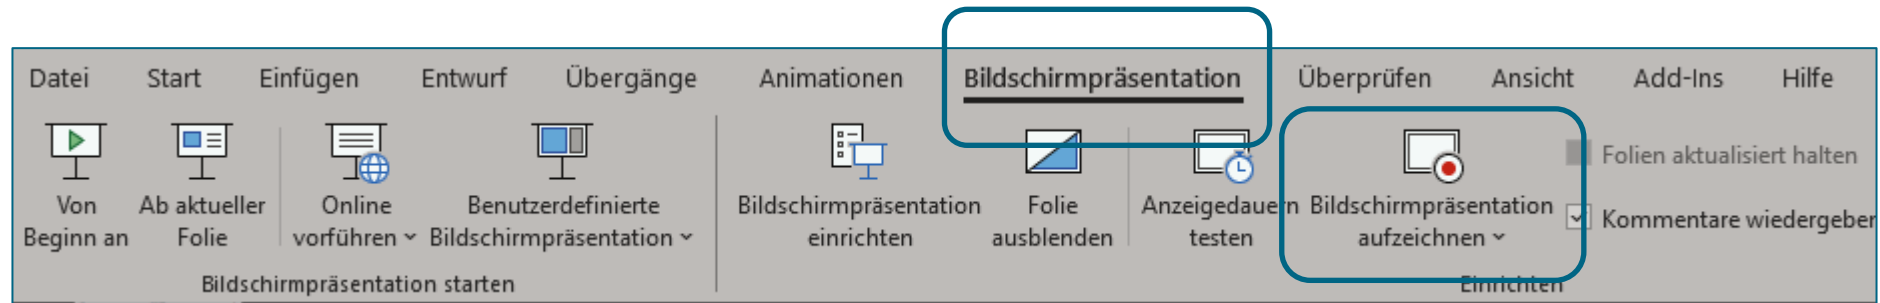 Datei Start Einfügen Entwurf Übergänge Animationen Bildschirmpräsentation Überprüfen Ansicht Add-Ins Hilfe
Von
Beginn an
Ab aktueller
Folie
Online
vorführen
Benutzerdefinierte
Bildschirmpräsentation
Bildschirmpräsentation starten
Bildschirmpräsentation
einrichten
Folie
ausblenden
Anzeigedauern
testen
Bildschirmpräsentation
aufzeichnen
Folien aktualisiert halten
Kommentare wiedergeber
Einrichten